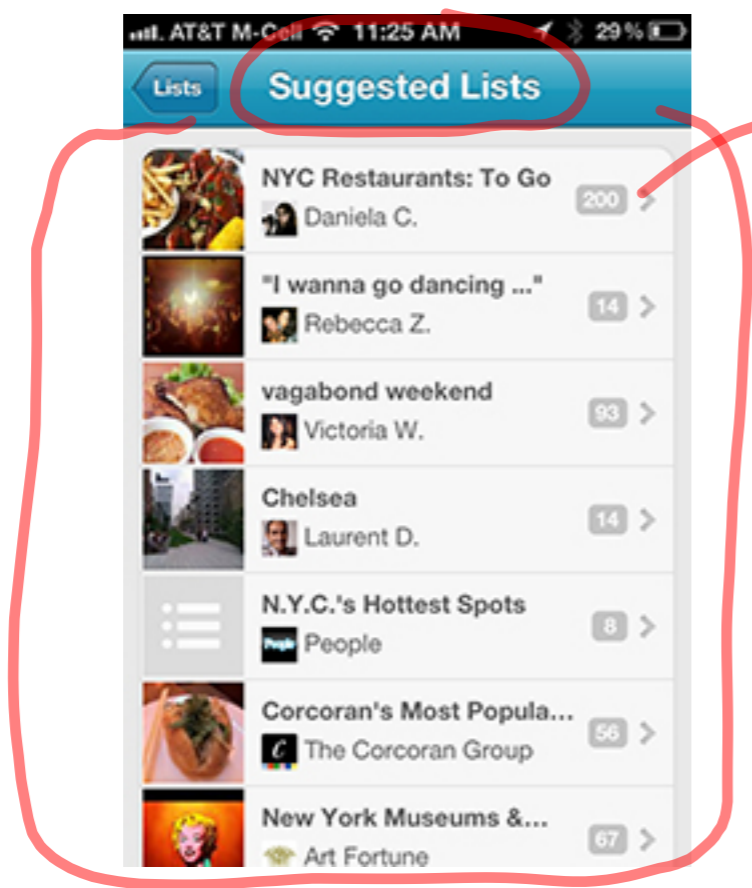 AT&T M-Cell 11:25 AM 29%
Lists Suggested Lists
NYC Restaurants: To Go
Daniela C.
200
"I wanna go dancing ..."
Rebecca Z.
14
vagabond weekend
Victoria W.
93
Chelsea
Laurent D.
14
N.Y.C.'s Hottest Spots
People People
8
Corcoran's Most Popula...
C The Corcoran Group
56
New York Museums &...
Art Fortune
67